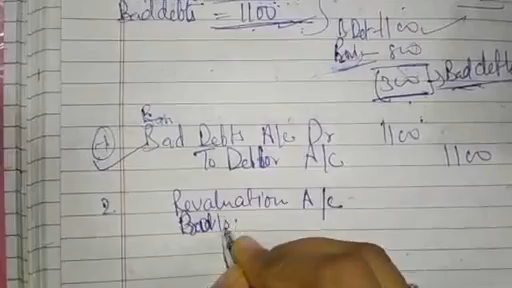 Bad debts = 1100
B Debt - 1100
- 800
300 → Bad debts
① Bad Debts A/c Dr 1100
To Debtor A/c 1100
2. Revaluation A/c